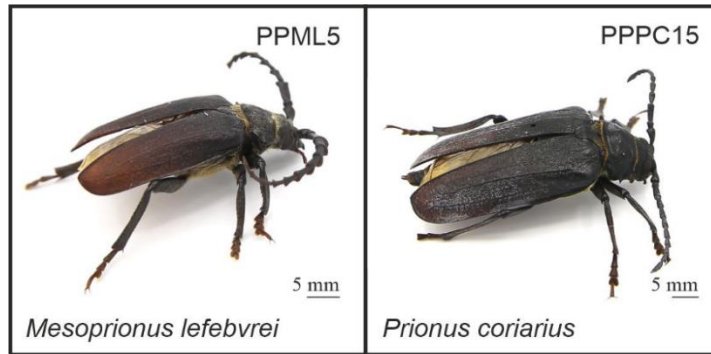 PPML5
5 mm
Mesoprionus lefebvrei
PPPC15
5 mm
Prionus coriarius